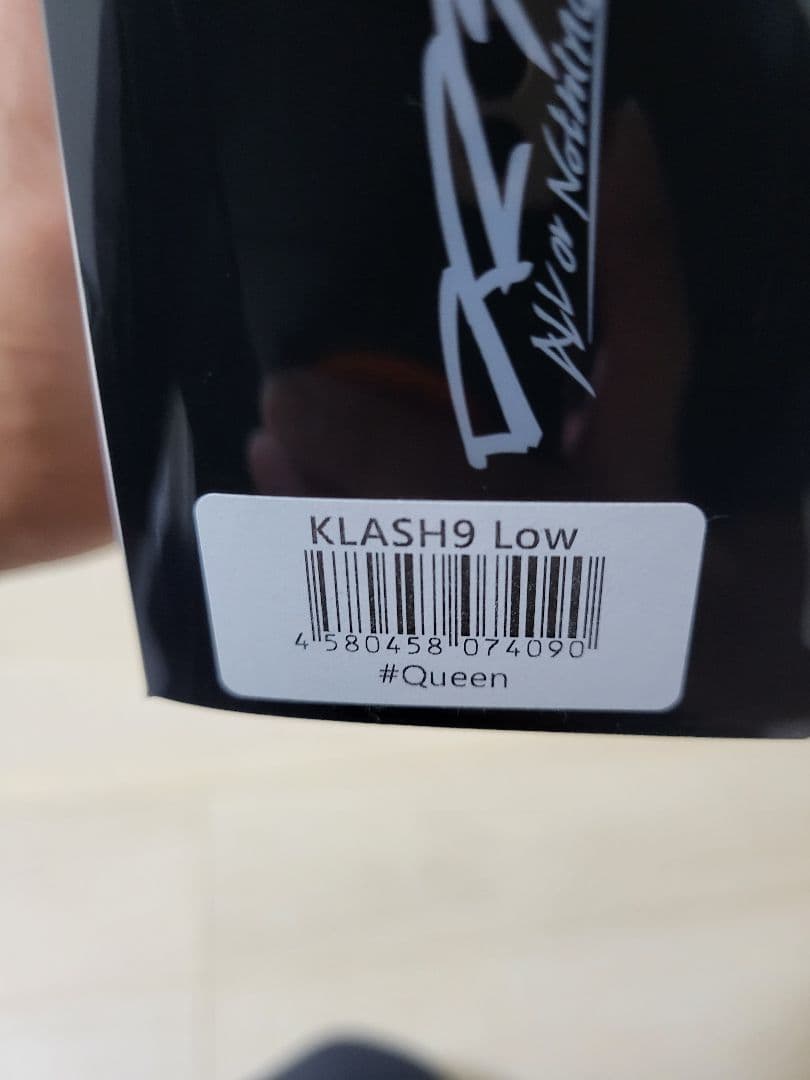 All or Nothing
KLASH9 Low
4 580458 074090
#Queen